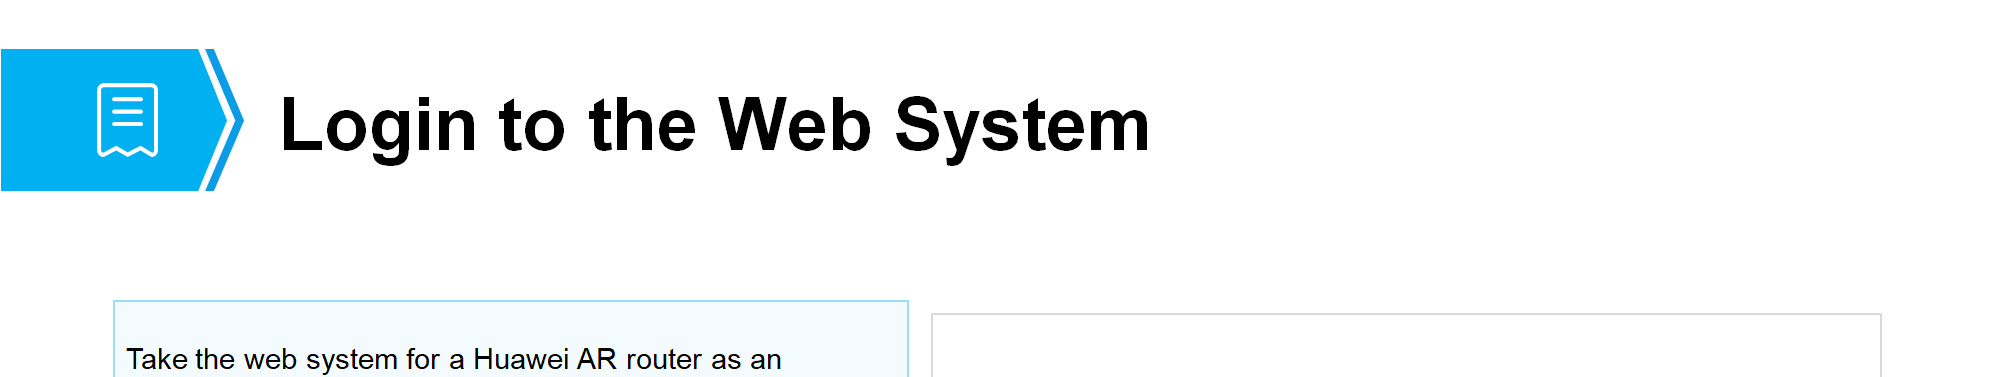 Login to the Web System
Take the web system for a Huawei AR router as an